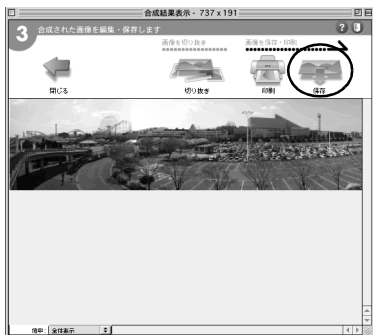 合成結果表示 - 737 x 191
3 合成された画像を編集・保存します
?
画像を切り抜き 画像を保存・印刷
閉じる 切り抜き 印刷 保存
倍率: 全体表示